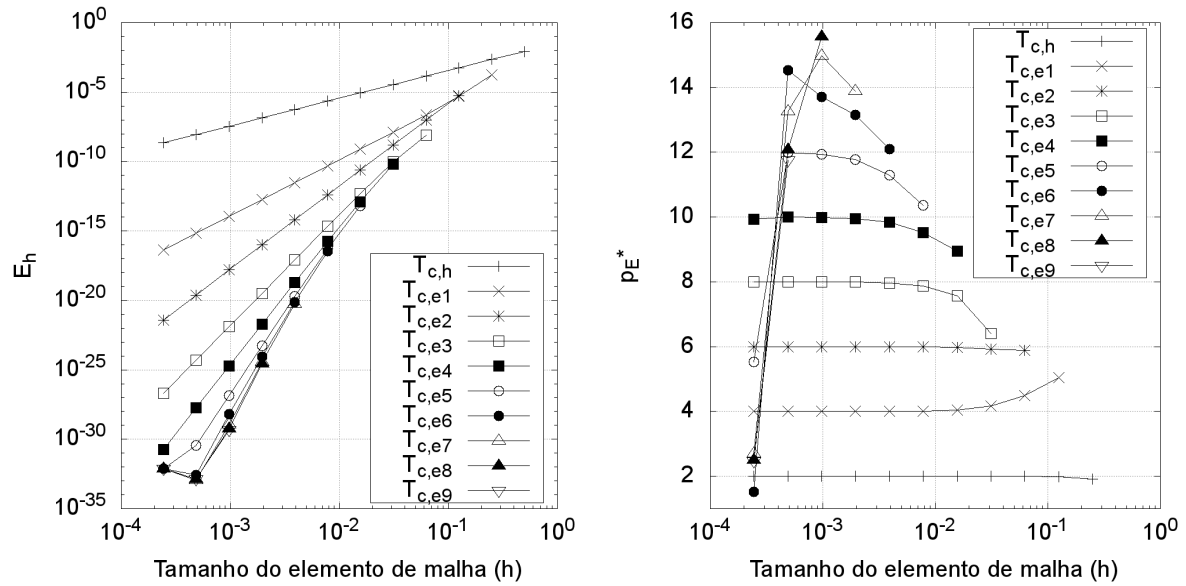 10^0
10^-5
10^-10
10^-15
10^-20
10^-25
10^-30
10^-35
E_h
T_c,h
T_c,e1
T_c,e2
T_c,e3
T_c,e4
T_c,e5
T_c,e6
T_c,e7
T_c,e8
T_c,e9
10^-4 10^-3 10^-2 10^-1 10^0
Tamanho do elemento de malha (h)
16
14
12
10
8
6
4
2
p_E*
T_c,h
T_c,e1
T_c,e2
T_c,e3
T_c,e4
T_c,e5
T_c,e6
T_c,e7
T_c,e8
T_c,e9
10^-4 10^-3 10^-2 10^-1 10^0
Tamanho do elemento de malha (h)